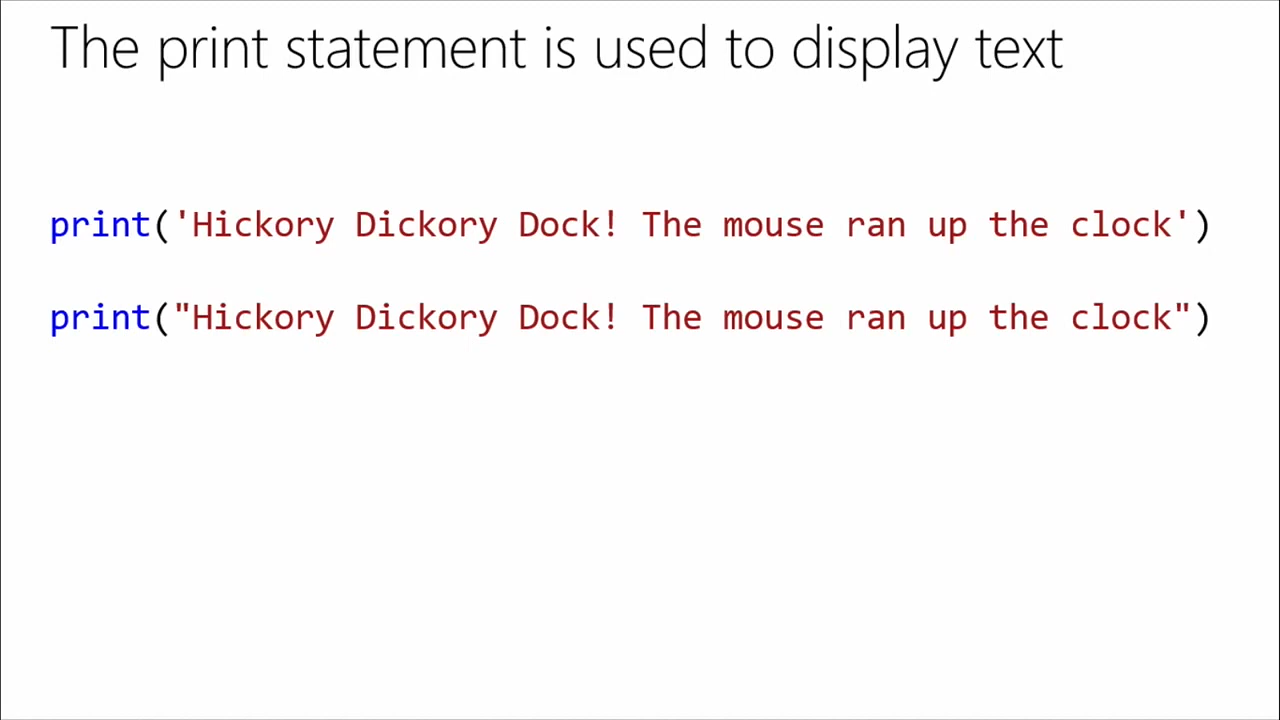 The print statement is used to display text
print('Hickory Dickory Dock! The mouse ran up the clock')
print("Hickory Dickory Dock! The mouse ran up the clock")